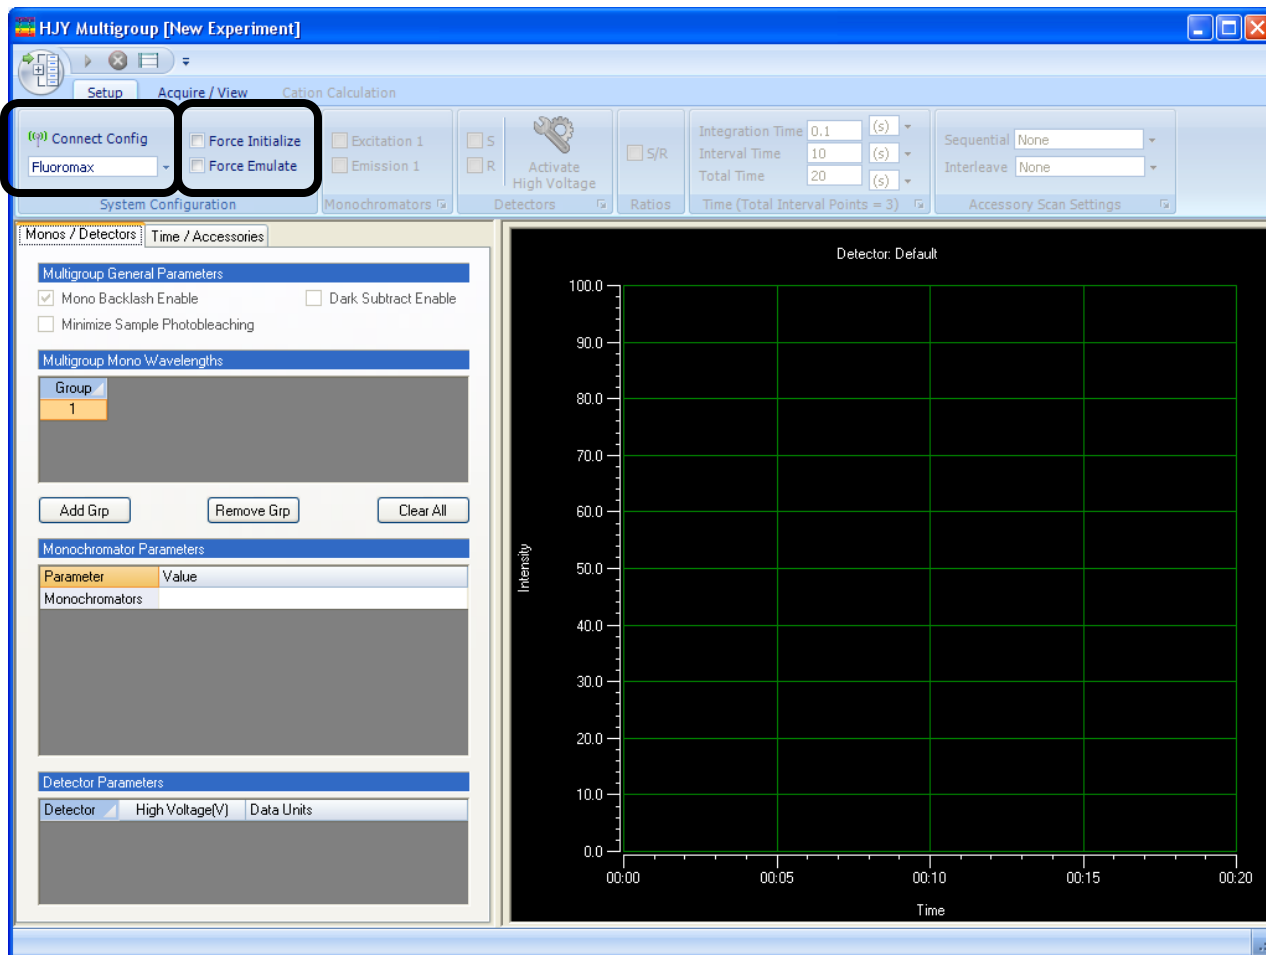 HJY Multigroup [New Experiment]
Setup Acquire / View Cation Calculation
Connect Config
Fluoromax
Force Initialize
Force Emulate
System Configuration
Excitation 1
Emission 1
Monochromators
S
R
Activate
High Voltage
Detectors
S/R
Ratios
Integration Time 0.1 (s)
Interval Time 10 (s)
Total Time 20 (s)
Time (Total Interval Points = 3)
Sequential None
Interleave None
Accessory Scan Settings
Monos / Detectors Time / Accessories
Multigroup General Parameters
Mono Backlash Enable Dark Subtract Enable
Minimize Sample Photobleaching
Multigroup Mono Wavelengths
Group
1
Add Grp Remove Grp Clear All
Monochromator Parameters
Parameter Value
Monochromators
Detector Parameters
Detector High Voltage(V) Data Units
Detector: Default
100.0
90.0
80.0
70.0
60.0
50.0
40.0
30.0
20.0
10.0
0.0
Intensity
00:00 00:05 00:10 00:15 00:20
Time